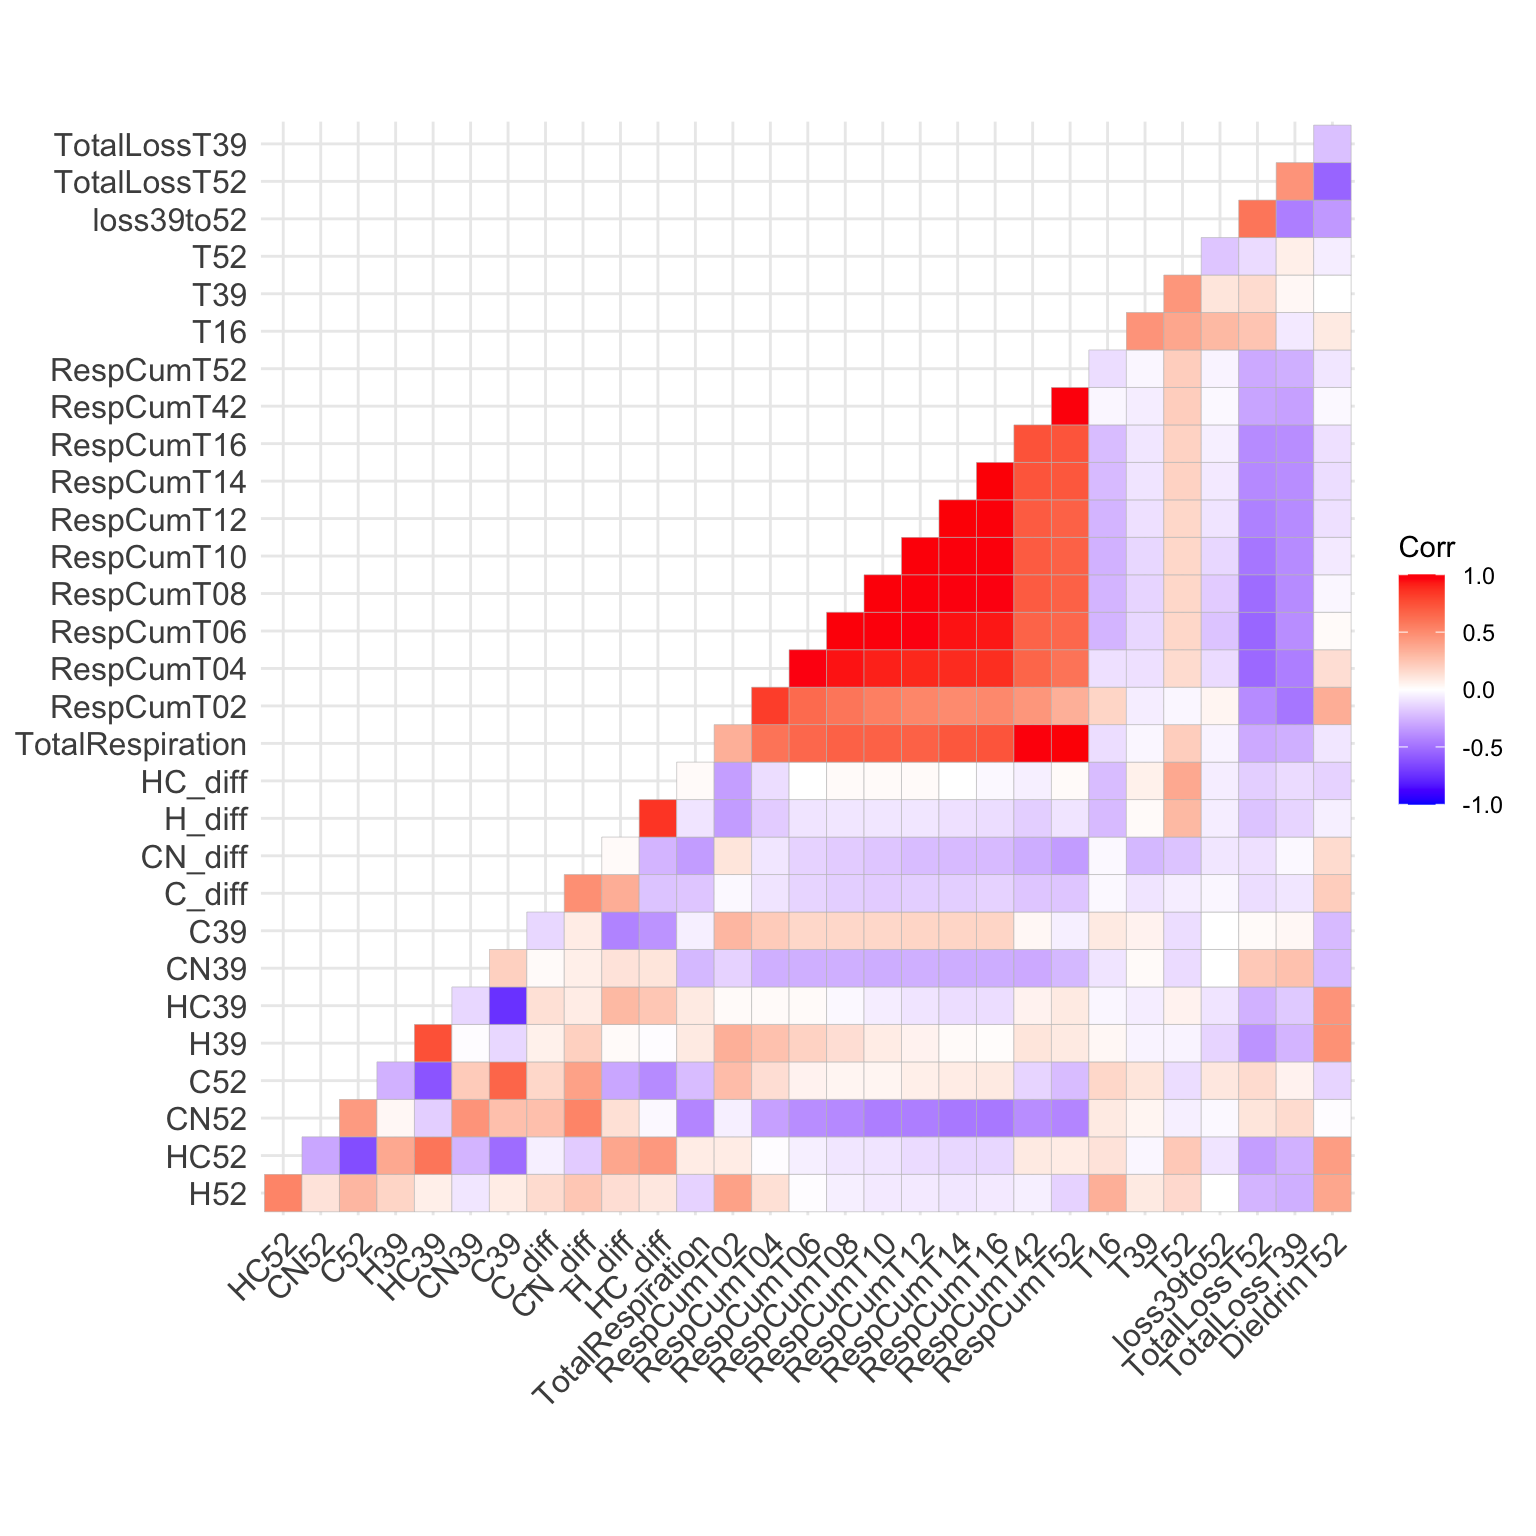 TotalLossT39
TotalLossT52
loss39to52
T52
T39
T16
RespCumT52
RespCumT42
RespCumT16
RespCumT14
RespCumT12
RespCumT10
RespCumT08
RespCumT06
RespCumT04
RespCumT02
TotalRespiration
HC_diff
H_diff
CN_diff
C_diff
C39
CN39
HC39
H39
C52
CN52
HC52
H52
HC52
CN52
C52
H39
HC39
CN39
C39
C_diff
CN_diff
H_diff
HC_diff
TotalRespiration
RespCumT02
RespCumT04
RespCumT06
RespCumT08
RespCumT10
RespCumT12
RespCumT14
RespCumT16
RespCumT42
RespCumT52
T16
T39
T52
loss39to52
TotalLossT52
TotalLossT39
DieldrinT52
Corr
1.0
0.5
0.0
-0.5
-1.0